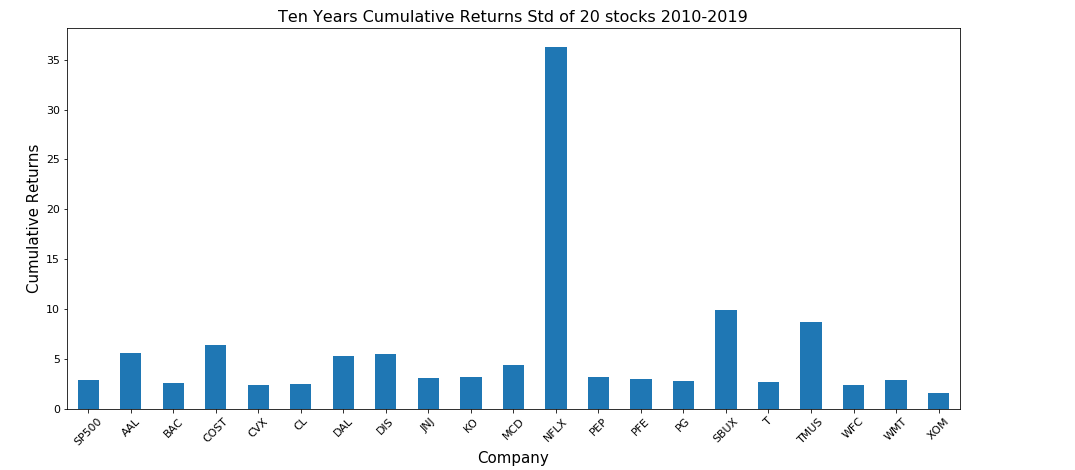 Ten Years Cumulative Returns Std of 20 stocks 2010-2019
Cumulative Returns
35
30
25
20
15
10
5
0
SP500 AAL BAC COST CVX CL DAL DIS JNJ KO MCD NFLX PEP PFE PG SBUX T TMUS WFC WMT XOM
Company